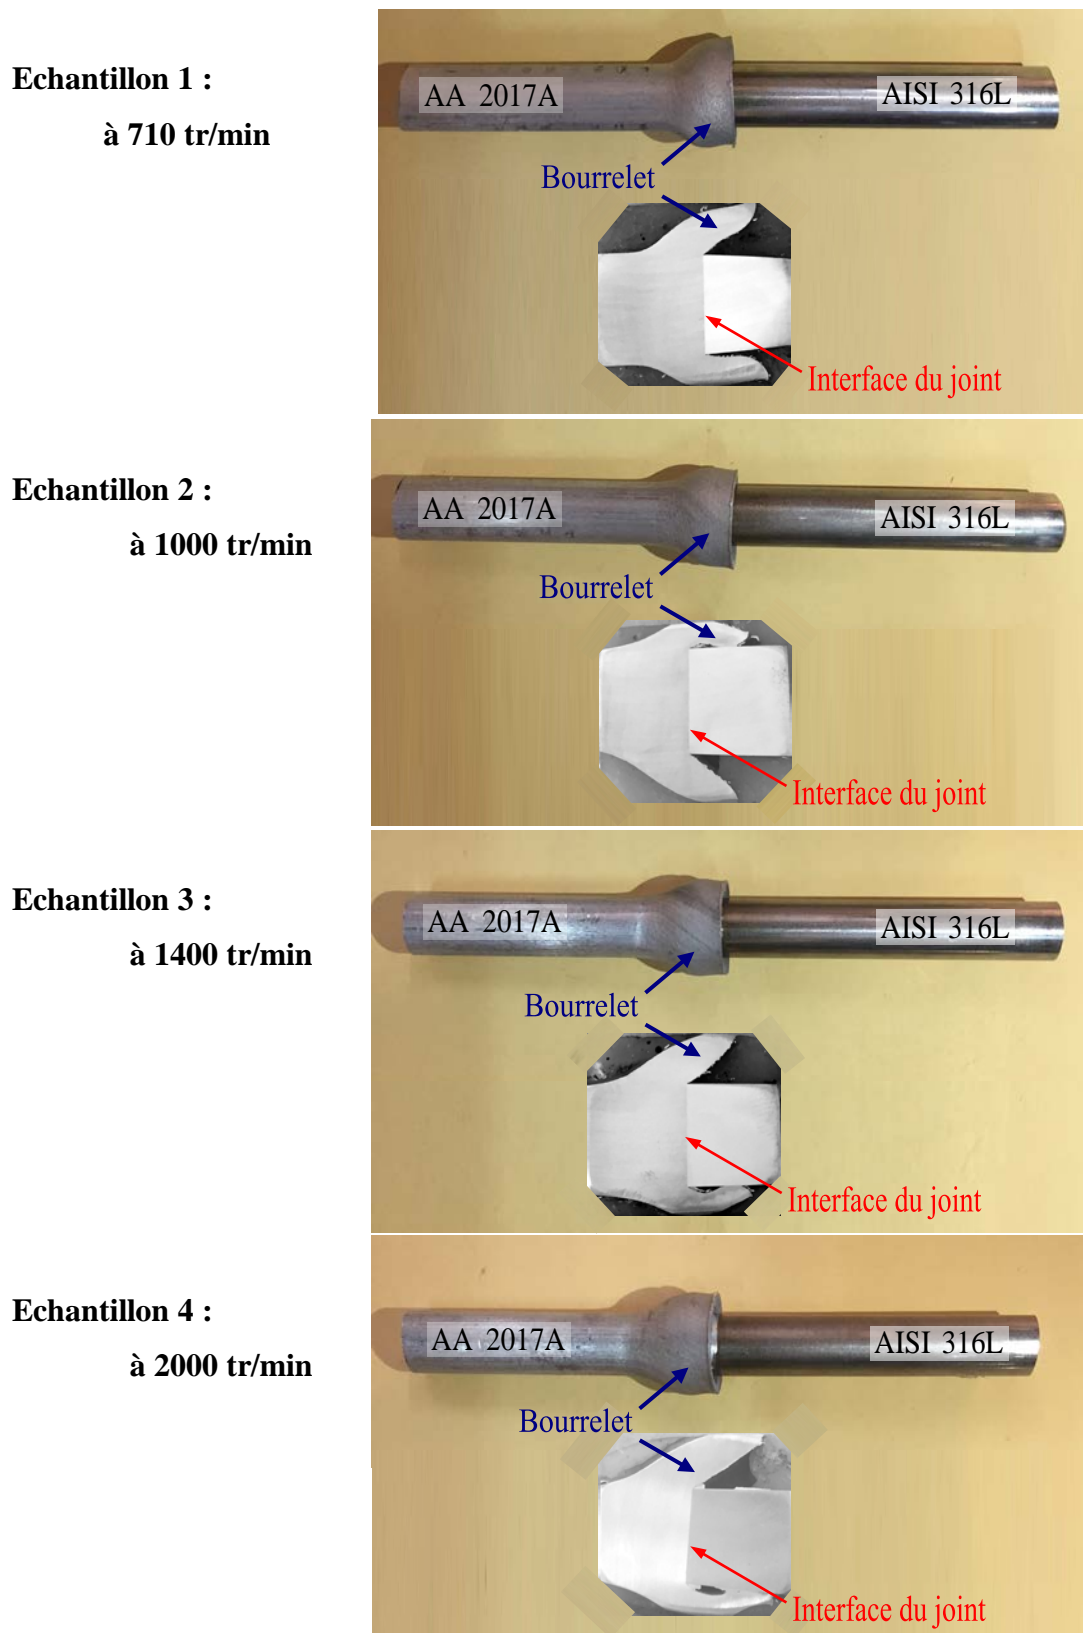 Echantillon 1 :
à 710 tr/min
AA 2017A
AISI 316L
Bourrelet
Interface du joint
Echantillon 2 :
à 1000 tr/min
AA 2017A
AISI 316L
Bourrelet
Interface du joint
Echantillon 3 :
à 1400 tr/min
AA 2017A
AISI 316L
Bourrelet
Interface du joint
Echantillon 4 :
à 2000 tr/min
AA 2017A
AISI 316L
Bourrelet
Interface du joint